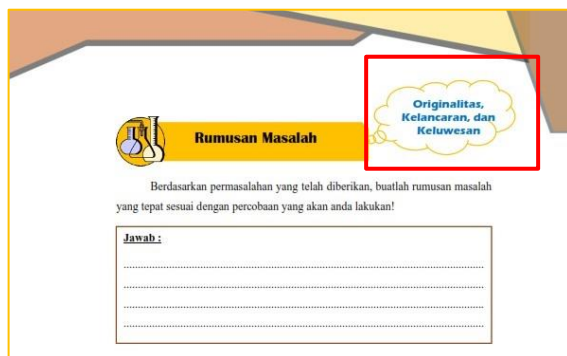 Originalitas,
Kelancaran, dan
Keluwesan
Rumusan Masalah
Berdasarkan permasalahan yang telah diberikan, buatlah rumusan masalah
yang tepat sesuai dengan percobaan yang akan anda lakukan!
Jawab :